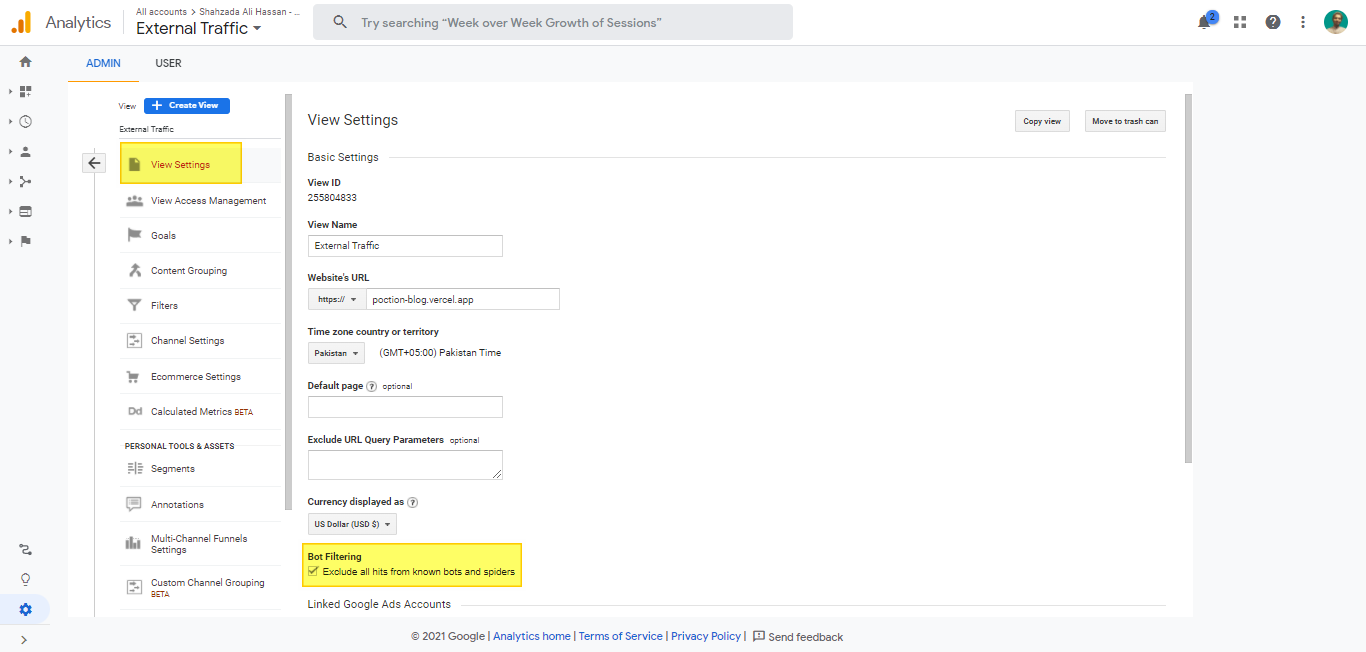 Analytics
All accounts > Shahzada Ali Hassan - ...
External Traffic
Try searching “Week over Week Growth of Sessions”
2
ADMIN
USER
View
Create View
External Traffic
View Settings
View Access Management
Goals
Content Grouping
Filters
Channel Settings
Ecommerce Settings
Dd Calculated Metrics BETA
PERSONAL TOOLS & ASSETS
Segments
Annotations
Multi-Channel Funnels
Settings
Custom Channel Grouping
BETA
View Settings
Copy view
Move to trash can
Basic Settings
View ID
255804833
View Name
External Traffic
Website's URL
https://
poction-blog.vercel.app
Time zone country or territory
Pakistan
(GMT+05:00) Pakistan Time
Default page ? optional
Exclude URL Query Parameters optional
Currency displayed as ?
US Dollar (USD $)
Bot Filtering
Exclude all hits from known bots and spiders
Linked Google Ads Accounts
© 2021 Google | Analytics home | Terms of Service | Privacy Policy | Send feedback